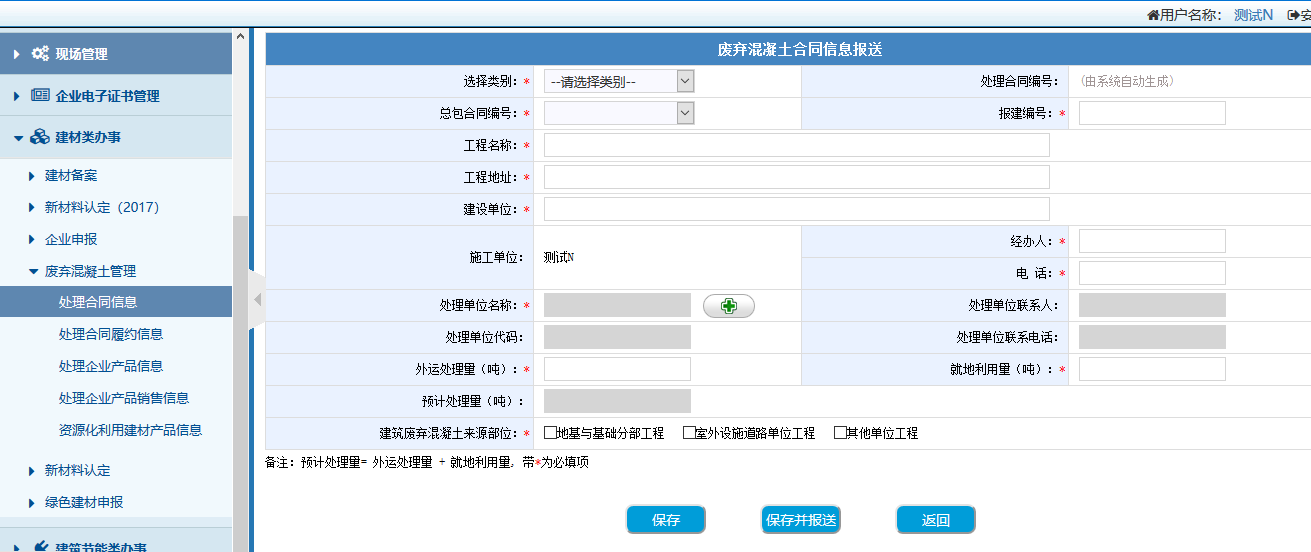 用户名称： 测试N
现场管理
企业电子证书管理
建材类办事
建材备案
新材料认定（2017）
企业申报
废弃混凝土管理
处理合同信息
处理合同履约信息
处理企业产品信息
处理企业产品销售信息
资源化利用建材产品信息
新材料认定
绿色建材申报
建筑节能类办事
废弃混凝土合同信息报送
选择类别：* --请选择类别-- 处理合同编号： (由系统自动生成)
总包合同编号：* 报建编号：*
工程名称：*
工程地址：*
建设单位：*
施工单位： 测试N 经办人：*
电 话：*
处理单位名称：* 处理单位联系人：
处理单位代码： 处理单位联系电话：
外运处理量（吨）：* 就地利用量（吨）：*
预计处理量（吨）：
建筑废弃混凝土来源部位：* 地基与基础分部工程 室外设施道路单位工程 其他单位工程
备注：预计处理量= 外运处理量 + 就地利用量，带*为必填项
保存 保存并报送 返回